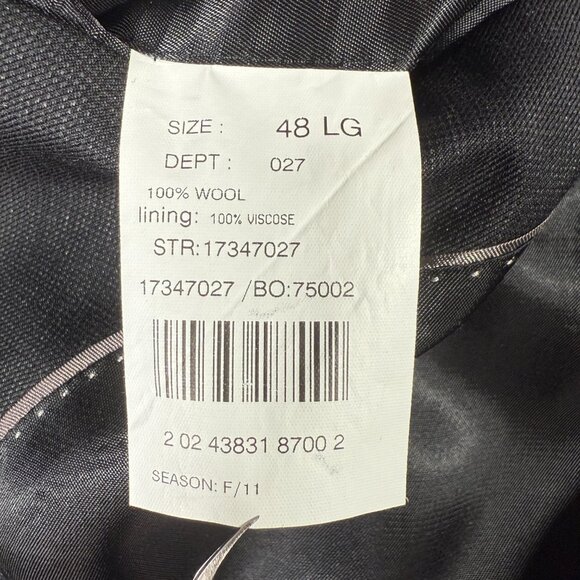 SIZE : 48 LG
DEPT : 027
100% WOOL
lining: 100% VISCOSE
STR:17347027
17347027 /BO:75002
2 02 43831 8700 2
SEASON: F/11